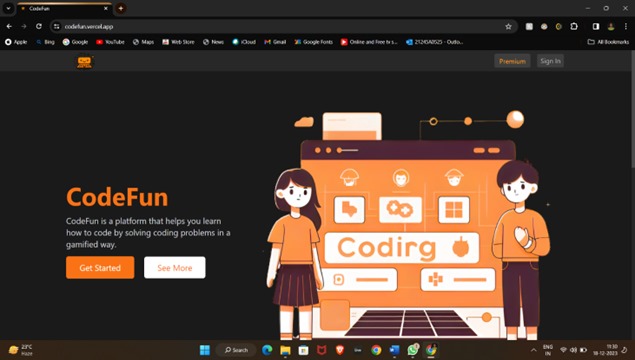 CodeFun
codefun.vercel.app
Apple
Bing
Google
YouTube
Maps
Web Store
News
iCloud
Gmail
Google Fonts
Online and Free tv s...
21245A0525 - Outlo...
All Bookmarks
Premium
Sign In
CodeFun
CodeFun is a platform that helps you learn
how to code by solving coding problems in a
gamified way.
Get Started
See More
Codirg
23°C
Haze
Search
ENG
IN
11:30
18-12-2023